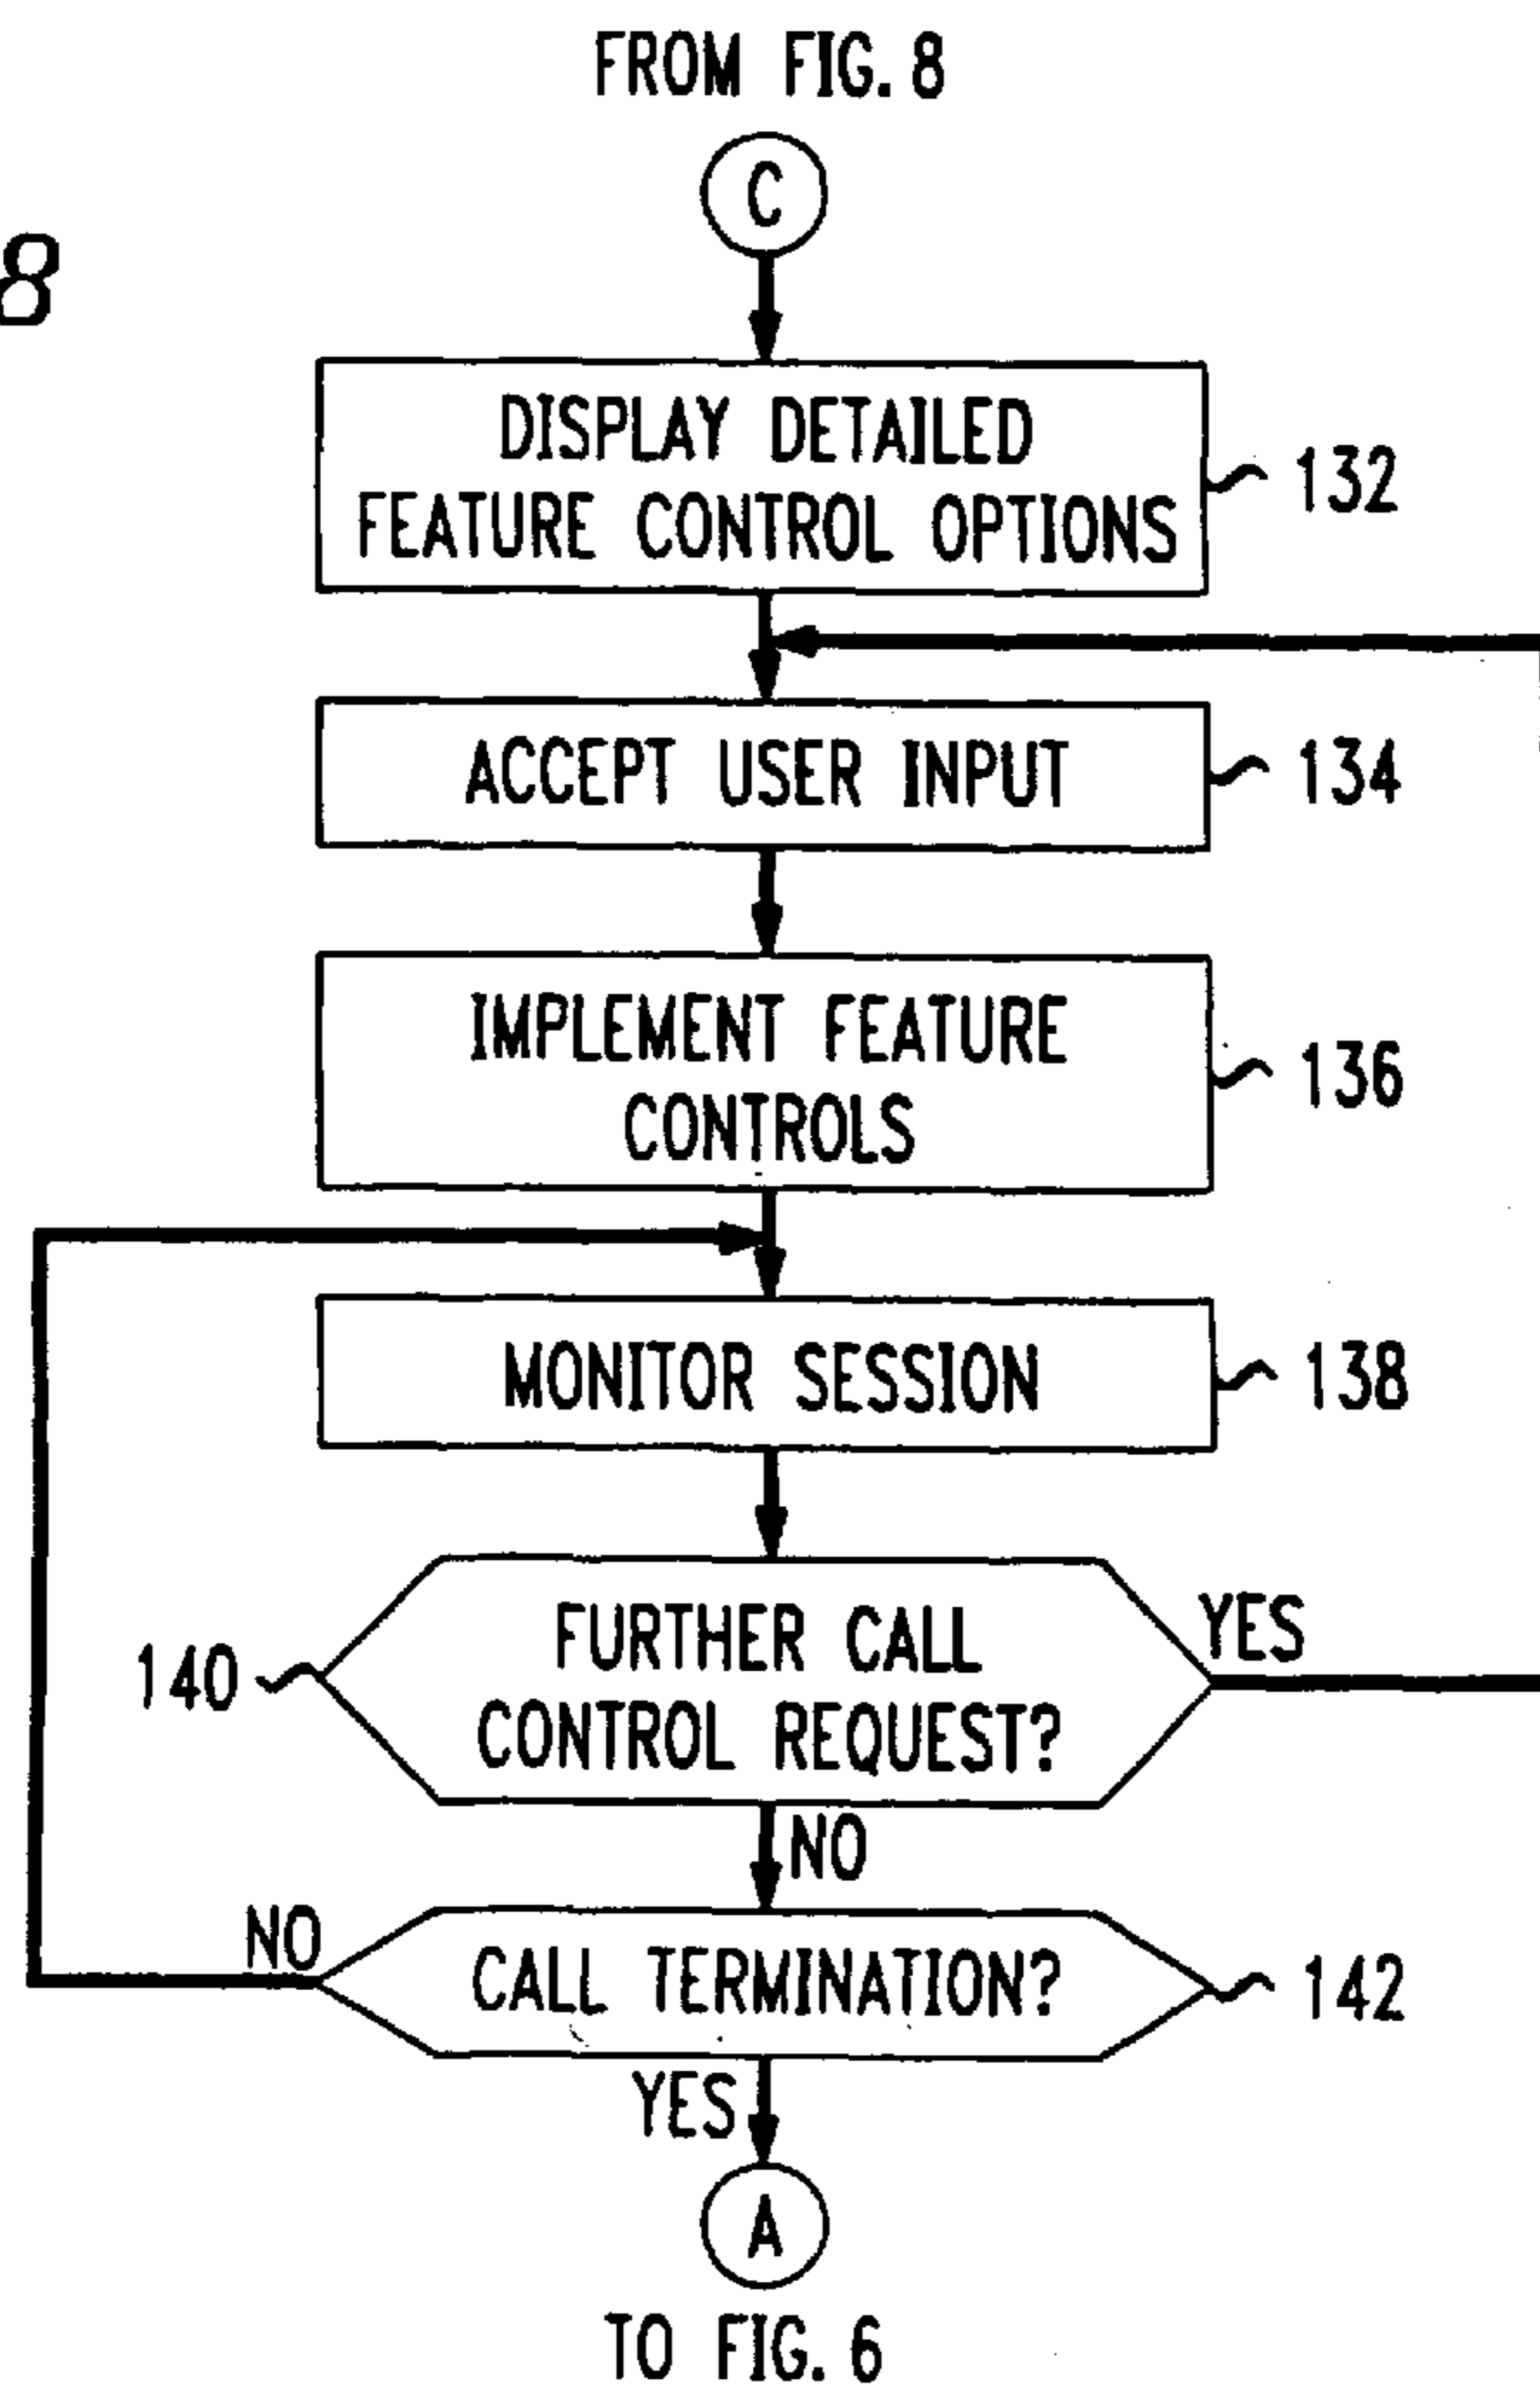 FROM FIG. 8
C
8
DISPLAY DETAILED
FEATURE CONTROL OPTIONS
132
ACCEPT USER INPUT
134
IMPLEMENT FEATURE
CONTROLS
136
MONITOR SESSION
138
FURTHER CALL
CONTROL REQUEST?
140
YES
NO
CALL TERMINATION?
142
NO
YES
A
TO FIG. 6